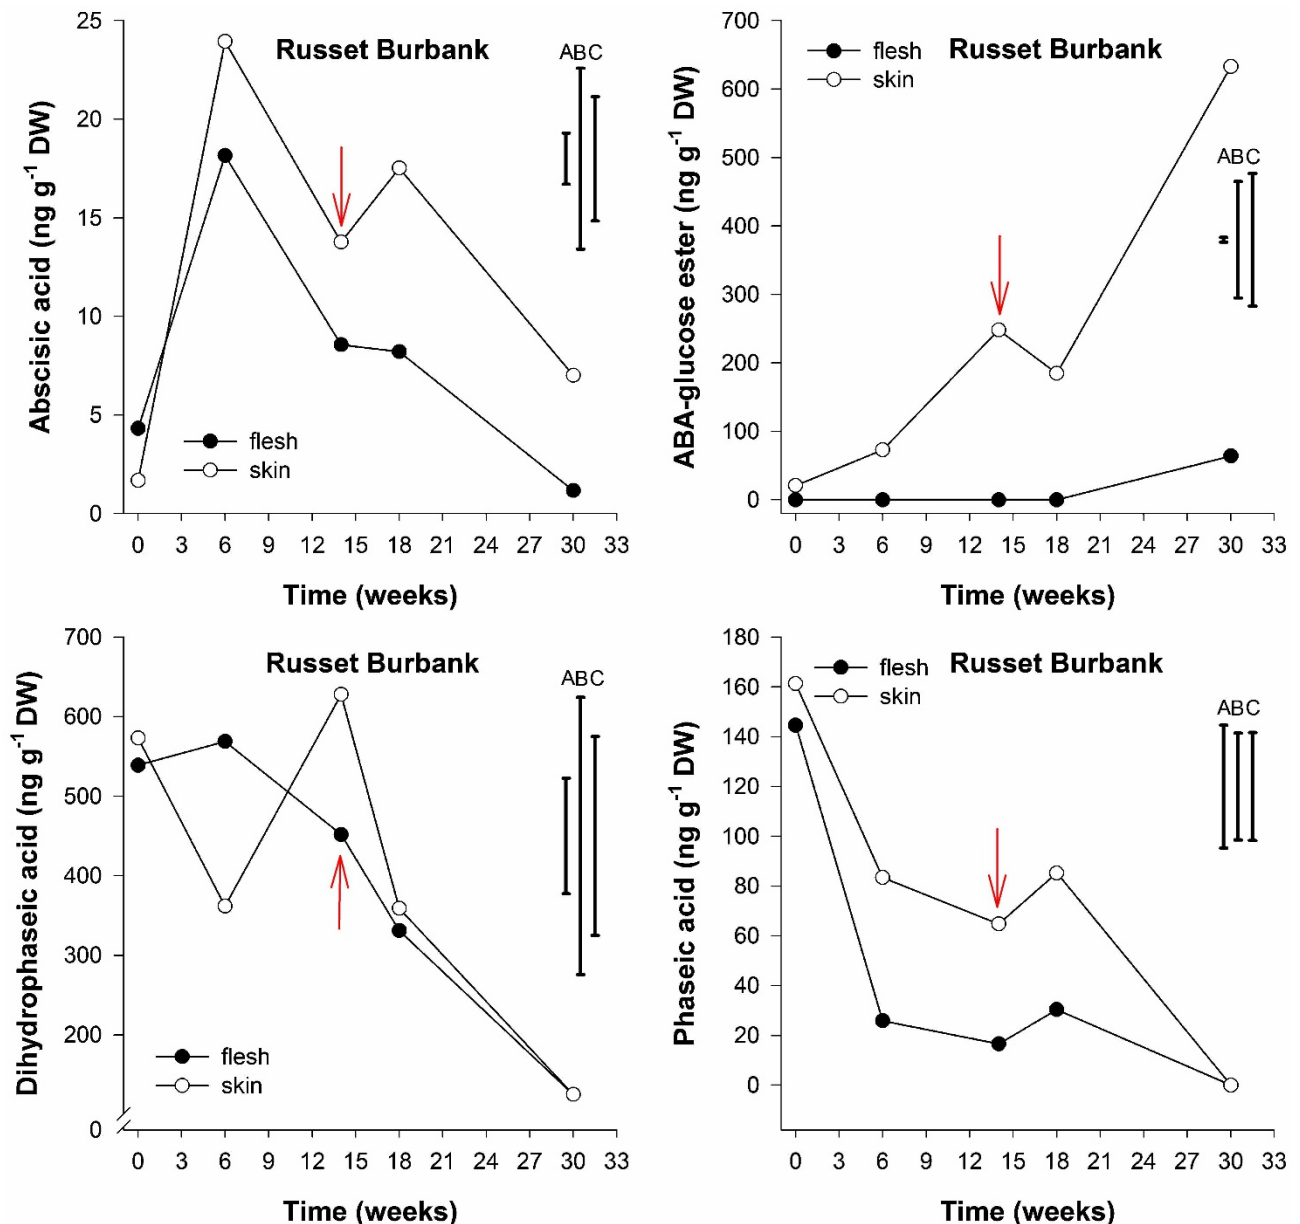 Russet Burbank
ABC
Abscisic acid (ng g⁻¹ DW)
25
20
15
10
5
0
flesh
skin
0 3 6 9 12 15 18 21 24 27 30 33
Time (weeks)
Russet Burbank
flesh
skin
ABC
ABA-glucose ester (ng g⁻¹ DW)
700
600
500
400
300
200
100
0
0 3 6 9 12 15 18 21 24 27 30 33
Time (weeks)
Russet Burbank
ABC
Dihydrophaseic acid (ng g⁻¹ DW)
700
600
500
400
300
200
0
flesh
skin
0 3 6 9 12 15 18 21 24 27 30 33
Time (weeks)
Russet Burbank
flesh
skin
ABC
Phaseic acid (ng g⁻¹ DW)
180
160
140
120
100
80
60
40
20
0
0 3 6 9 12 15 18 21 24 27 30 33
Time (weeks)